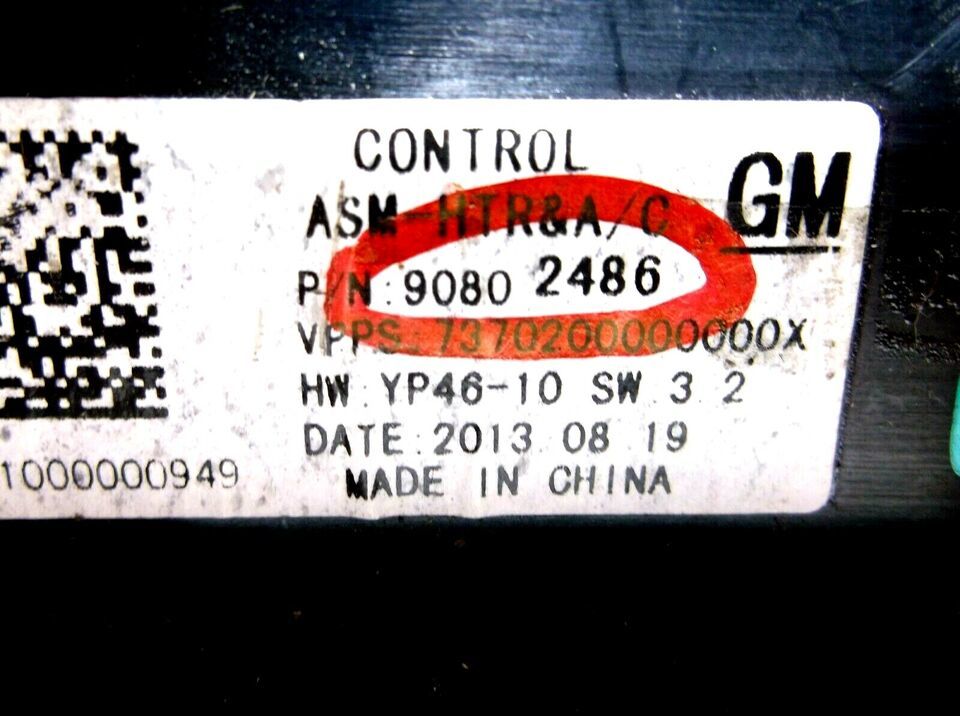 CONTROL
ASM-HTR&A/C
GM
P/N:9080 2486
VPPS:7370200000000X
HW:YP46-10 SW:3.2
DATE:2013.08.19
1000000949
MADE IN CHINA